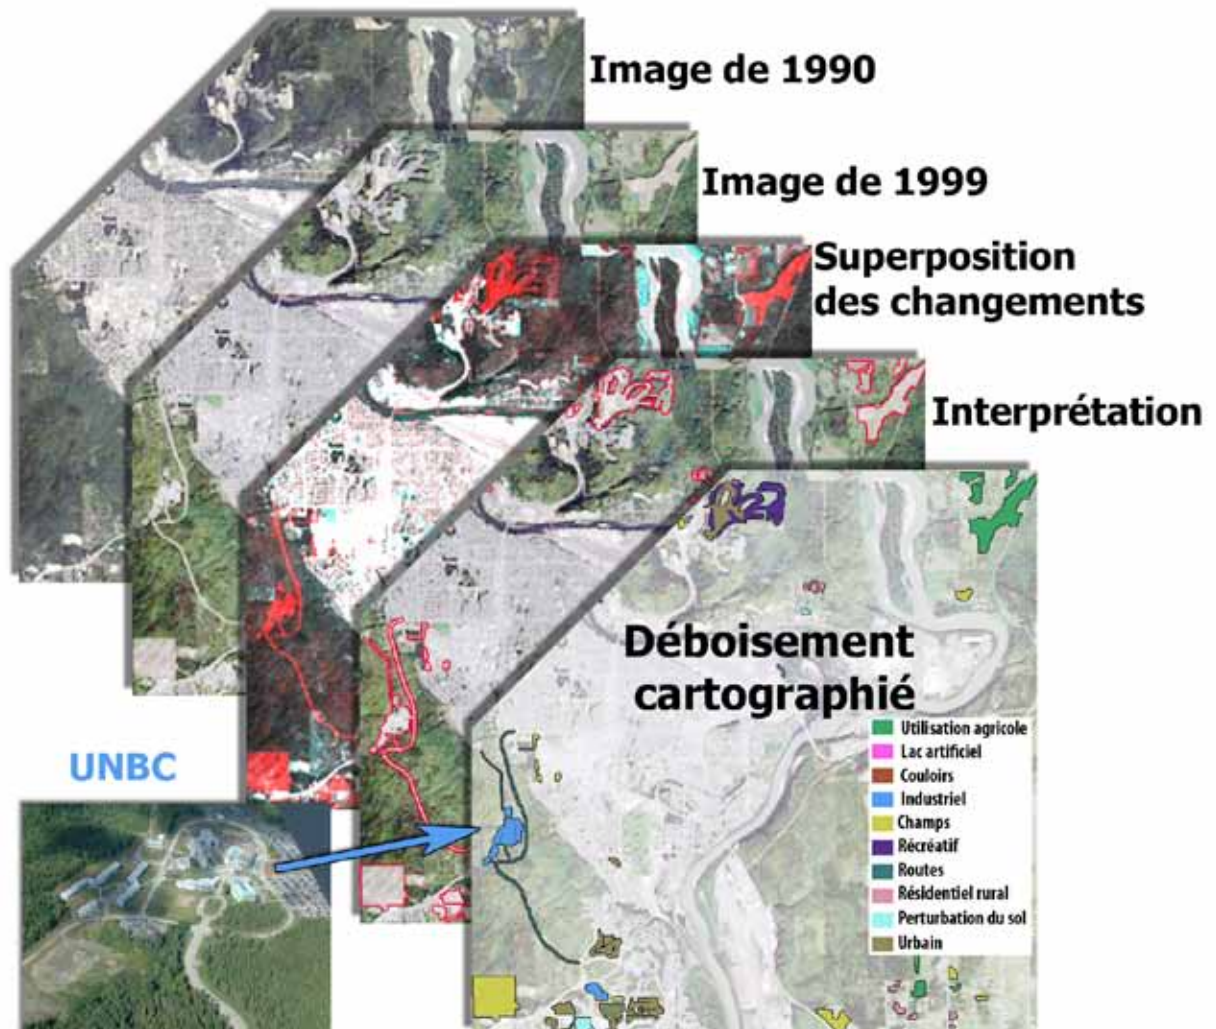 Image de 1990
Image de 1999
Superposition
des changements
Interprétation
Déboisement
cartographié
Utilisation agricole
Lac artificiel
Couloirs
Industriel
Champs
Récréatif
Routes
Résidentiel rural
Perturbation du sol
Urbain
UNBC